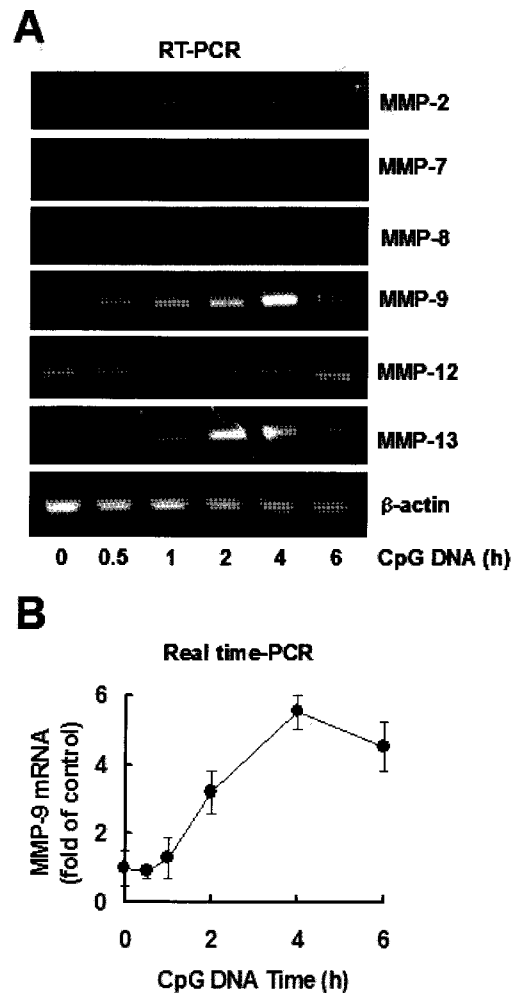 A
RT-PCR
MMP-2
MMP-7
MMP-8
MMP-9
MMP-12
MMP-13
β-actin
0 0.5 1 2 4 6 CpG DNA (h)
B
Real time-PCR
MMP-9 mRNA
(fold of control)
6
4
2
0
0 2 4 6
CpG DNA Time (h)